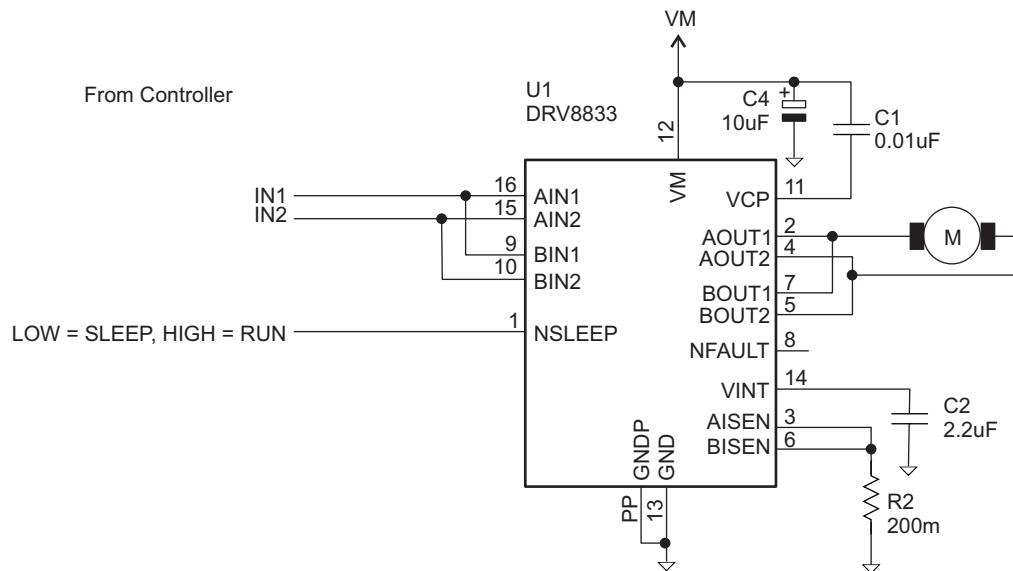 VM
From Controller
U1
DRV8833
C4
10uF
+
C1
0.01uF
12
VM
IN1
IN2
16
AIN1
15
AIN2
9
BIN1
10
BIN2
LOW = SLEEP, HIGH = RUN
1
NSLEEP
VCP
11
AOUT1
2
AOUT2
4
BOUT1
7
BOUT2
5
NFAULT
8
VINT
14
AISEN
3
BISEN
6
M
C2
2.2uF
R2
200m
GNDP
GND
PP
13